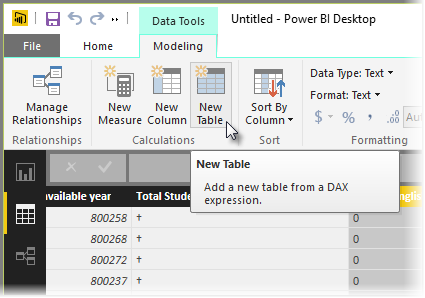 Data Tools
Untitled - Power BI Desktop
File
Home
Modeling
Manage
Relationships
New
Measure
New
Column
New
Table
Sort By
Column
Data Type: Text
Format: Text
$ % ,
Relationships
Calculations
Sort
Formatting
New Table
Add a new table from a DAX
expression.
available year
Total Stude
800258 † 0
800268 † 0
800272 † 0
800237 † 0